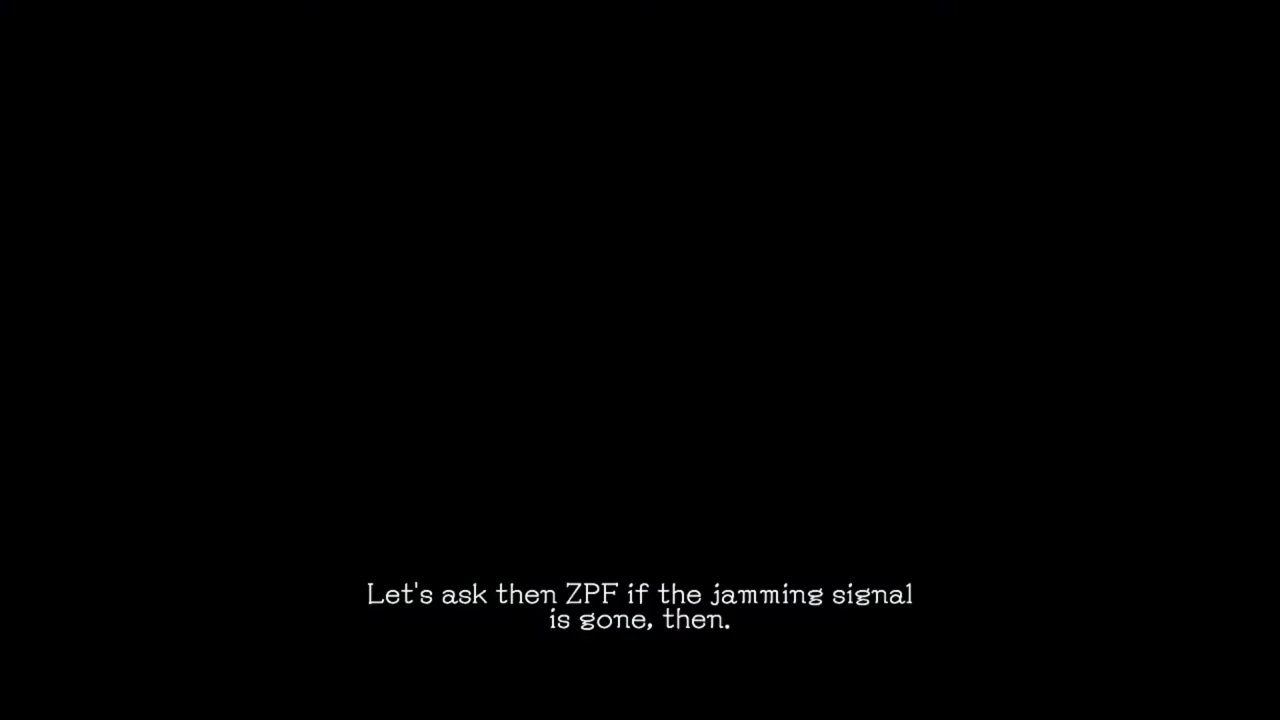 Let's ask then ZPF if the jamming signal
is gone, then.